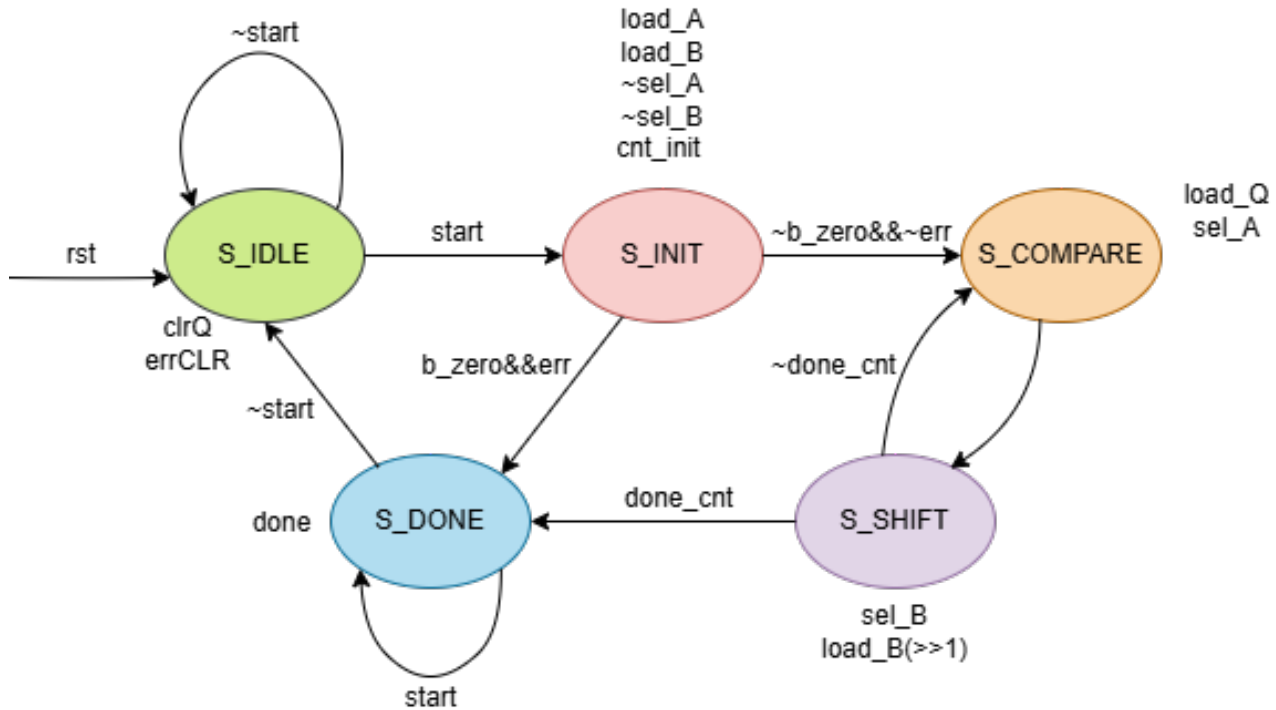 ~start
load_A
load_B
~sel_A
~sel_B
cnt_init
rst
S_IDLE
start
S_INIT
~b_zero&&~err
S_COMPARE
load_Q
sel_A
clrQ
errCLR
b_zero&&err
~done_cnt
~start
done
S_DONE
done_cnt
S_SHIFT
sel_B
load_B(>>1)
start